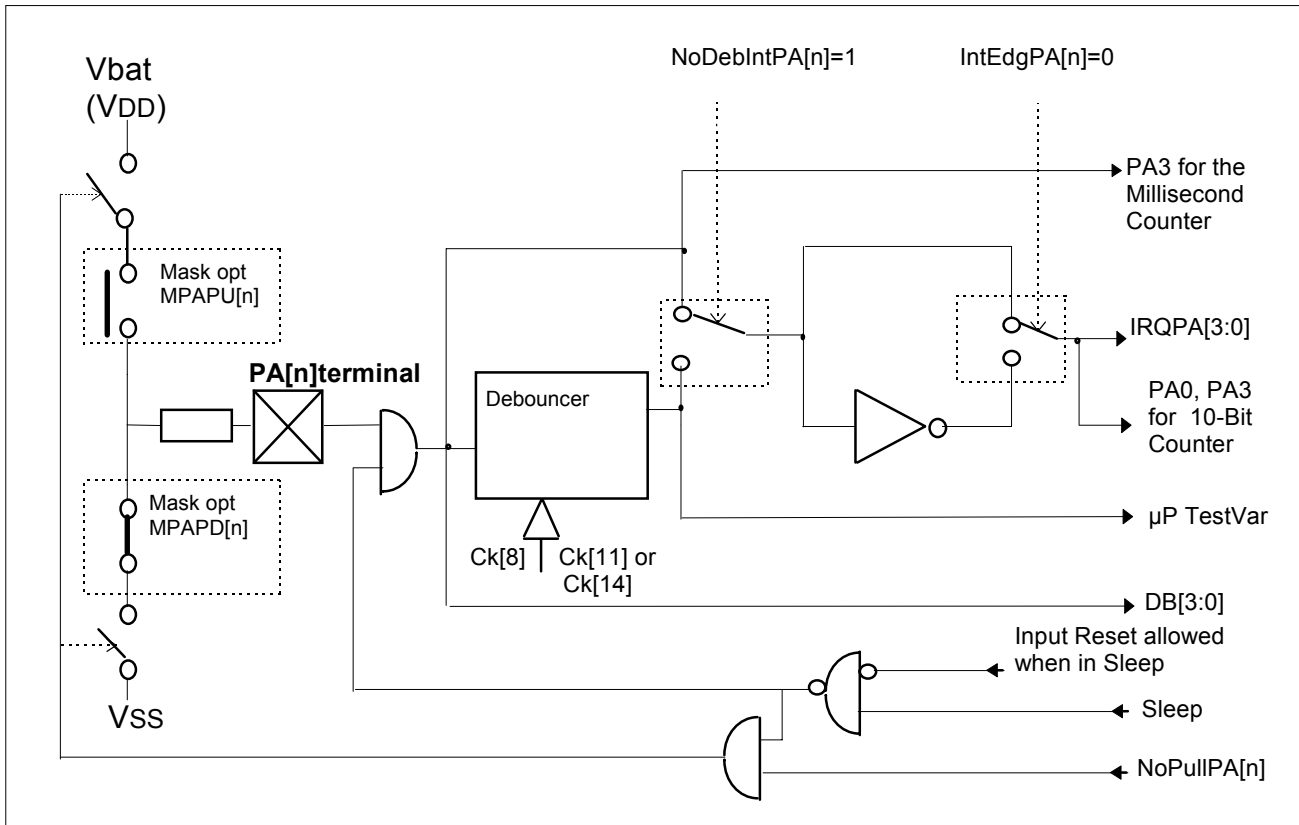 NoDebIntPA[n]=1
IntEdgPA[n]=0
Vbat
(VDD)
PA3 for the
Millisecond
Counter
Mask opt
MPAPU[n]
IRQPA[3:0]
PA[n]terminal
Debouncer
PA0, PA3
for 10-Bit
Counter
Mask opt
MPAPD[n]
µP TestVar
Ck[8]
Ck[11] or
Ck[14]
DB[3:0]
Input Reset allowed
when in Sleep
Sleep
VSS
NoPullPA[n]